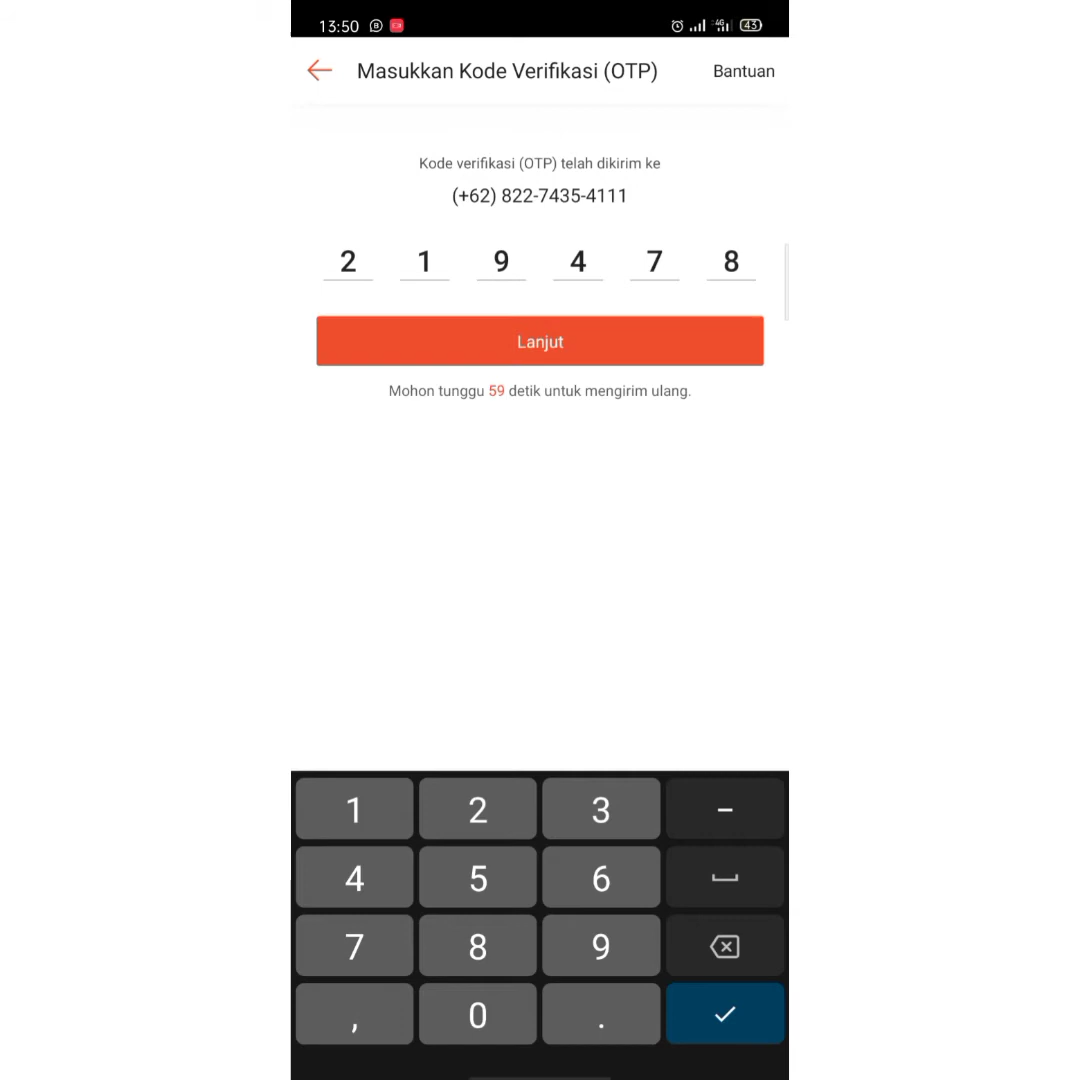 13:50 4G 43
Masukkan Kode Verifikasi (OTP) Bantuan
Kode verifikasi (OTP) telah dikirim ke
(+62) 822-7435-4111
2 1 9 4 7 8
Lanjut
Mohon tunggu 59 detik untuk mengirim ulang.
1 2 3 –
4 5 6
7 8 9
, 0 .